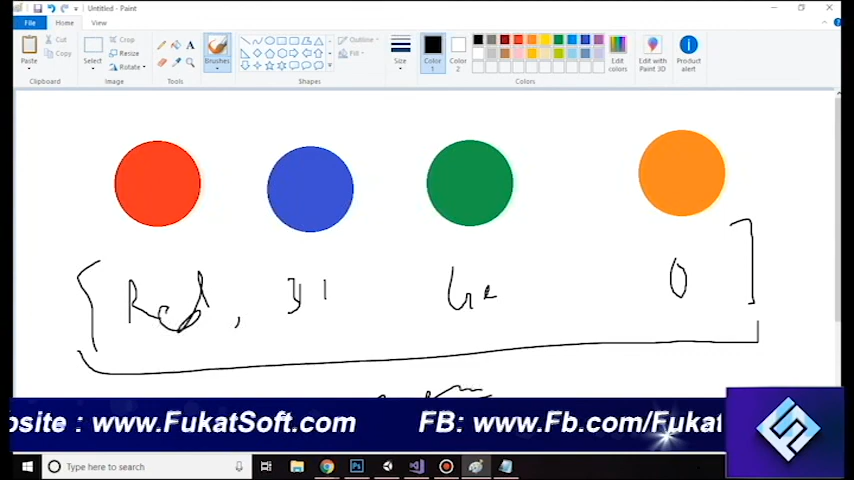 Untitled - Paint
File Home View
Paste
Cut
Copy
Clipboard
Select
Crop
Resize
Rotate
Image
Tools
Brushes
Shapes
Outline
Fill
Size
Color 1
Color 2
Colors
Edit colors
Edit with Paint 3D
Product alert
Red,
O
bsite : www.FukatSoft.com FB: www.Fb.com/Fukat
Type here to search